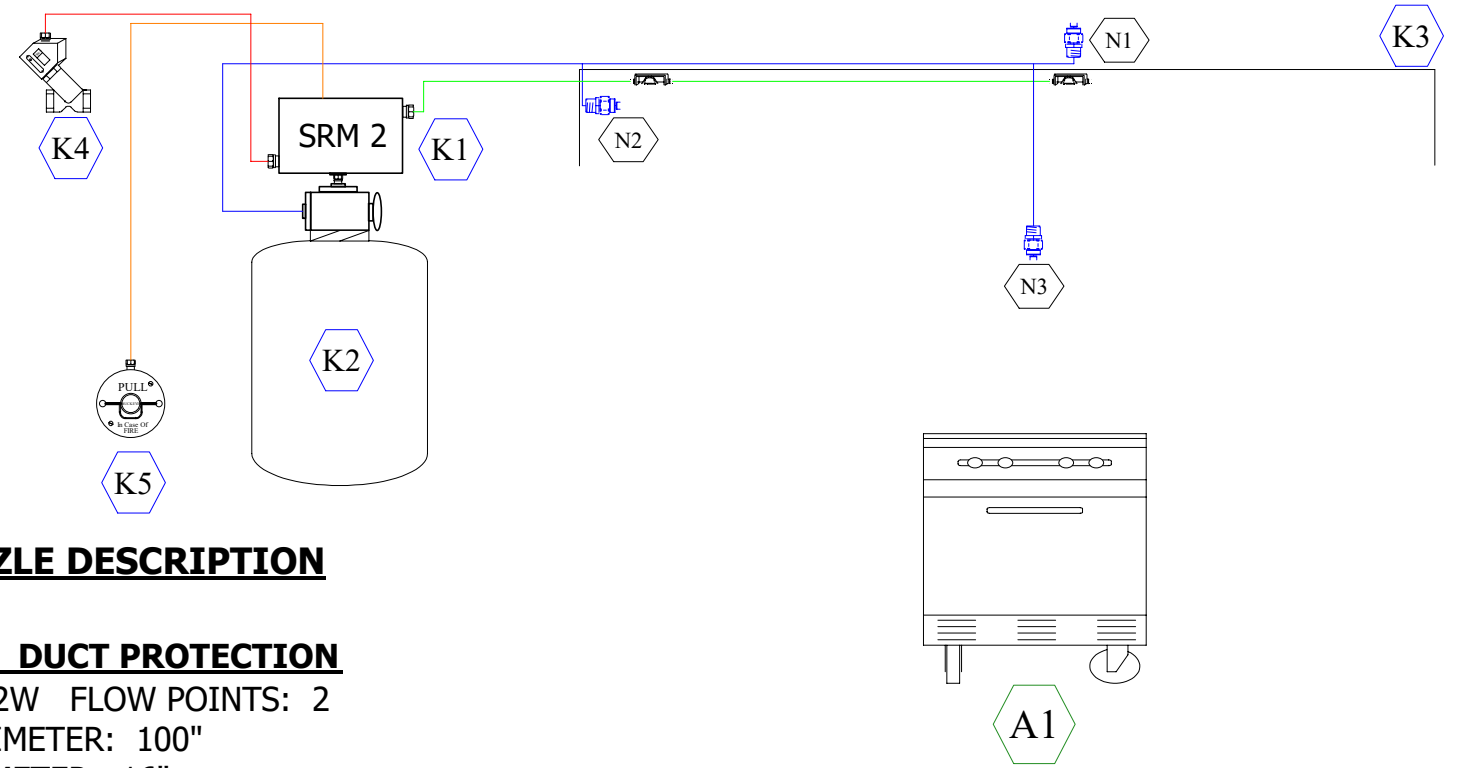 N1
K3
K4
SRM 2
K1
N2
N3
K2
PULL
In Case Of
FIRE
K5
ZLE DESCRIPTION
A1
DUCT PROTECTION
2W FLOW POINTS: 2
IMETER: 100"